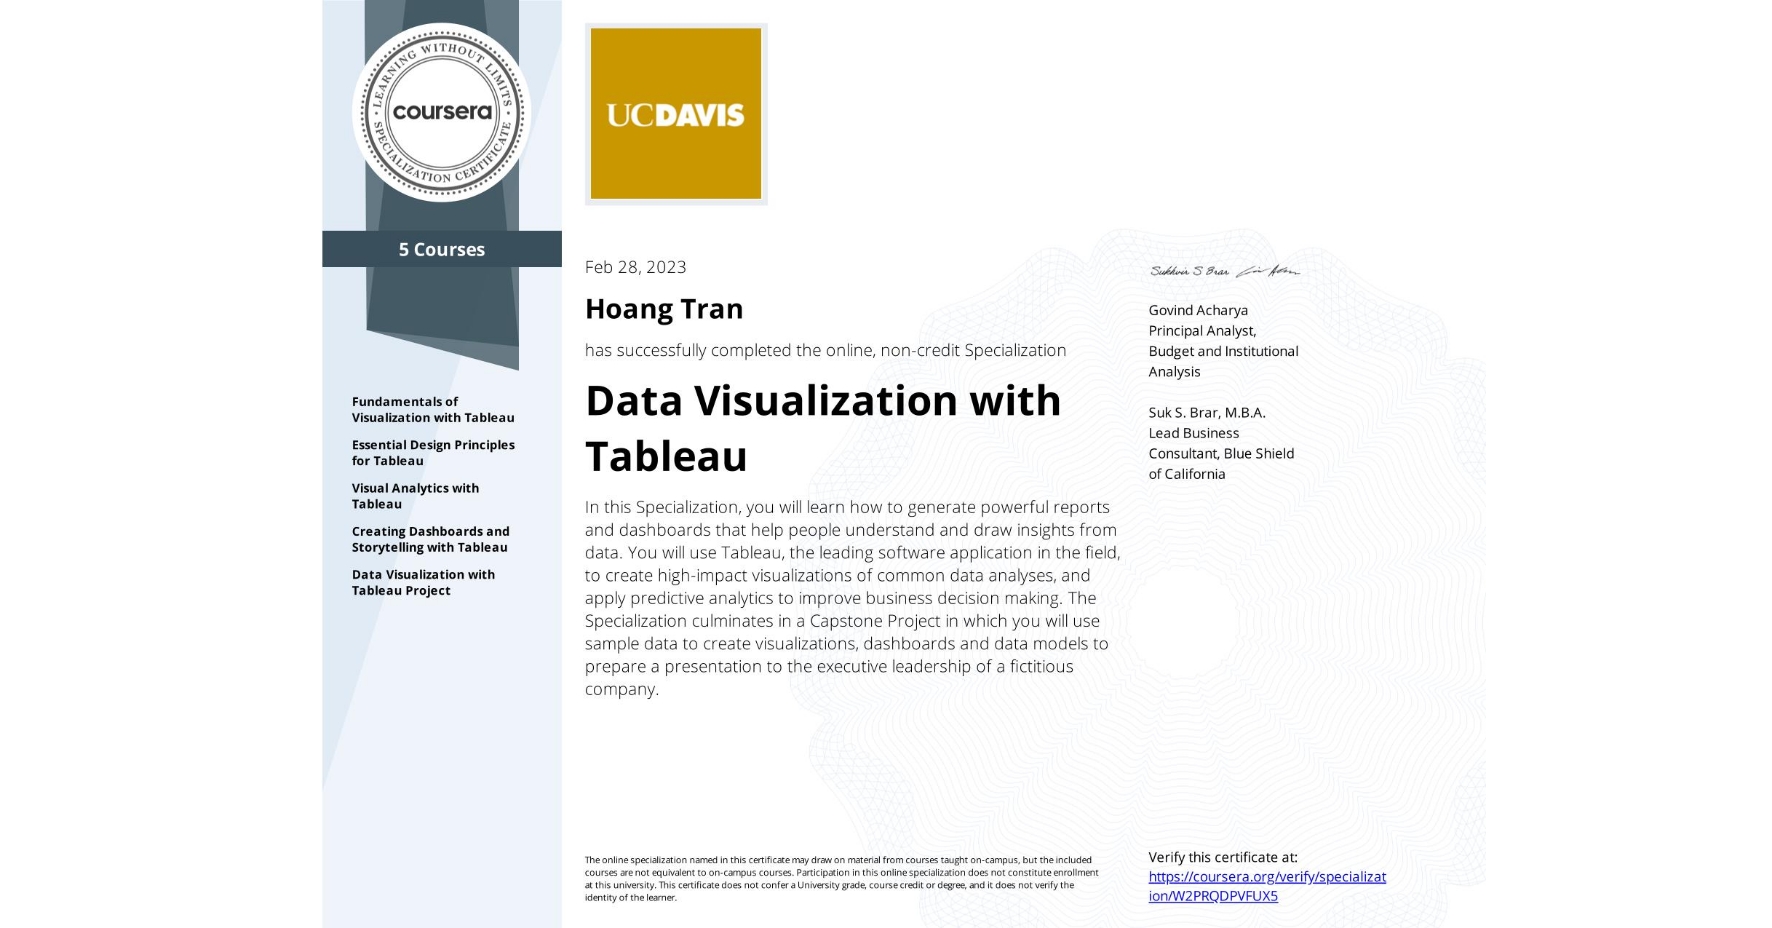 LEARNING WITHOUT LIMITS
coursera
SPECIALIZATION CERTIFICATE
UCDAVIS
5 Courses
Fundamentals of
Visualization with Tableau
Essential Design Principles
for Tableau
Visual Analytics with
Tableau
Creating Dashboards and
Storytelling with Tableau
Data Visualization with
Tableau Project
Feb 28, 2023
Hoang Tran
has successfully completed the online, non-credit Specialization
Data Visualization with
Tableau
In this Specialization, you will learn how to generate powerful reports
and dashboards that help people understand and draw insights from
data. You will use Tableau, the leading software application in the field,
to create high-impact visualizations of common data analyses, and
apply predictive analytics to improve business decision making. The
Specialization culminates in a Capstone Project in which you will use
sample data to create visualizations, dashboards and data models to
prepare a presentation to the executive leadership of a fictitious
company.
Sukhvir S Brar
Govind Acharya
Principal Analyst,
Budget and Institutional
Analysis
Suk S. Brar, M.B.A.
Lead Business
Consultant, Blue Shield
of California
The online specialization named in this certificate may draw on material from courses taught on-campus, but the included
courses are not equivalent to on-campus courses. Participation in this online specialization does not constitute enrollment
at this university. This certificate does not confer a University grade, course credit or degree, and it does not verify the
identity of the learner.
Verify this certificate at:
https://coursera.org/verify/specializat
ion/W2PRQDPVFUX5